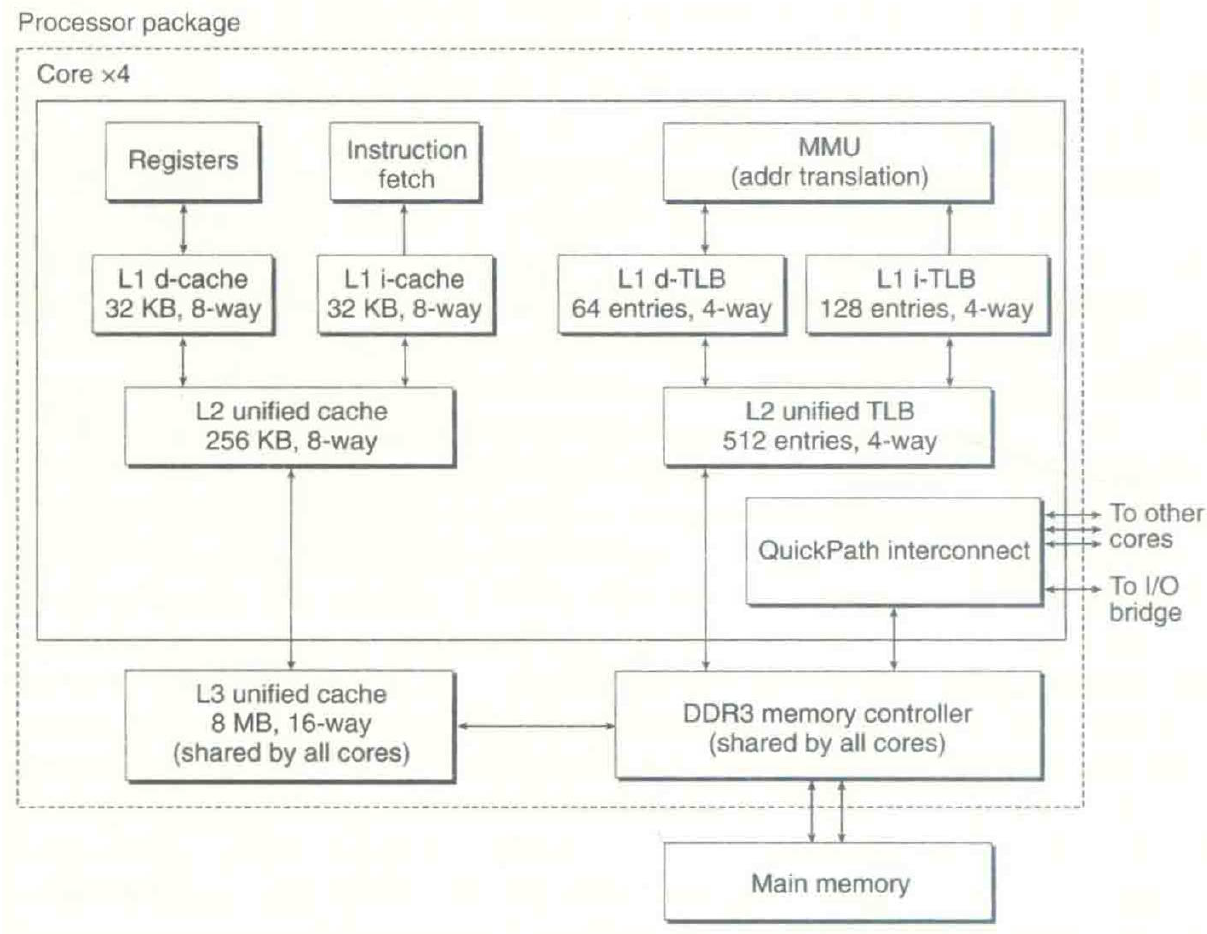 Processor package
Core ×4
Registers
Instruction
fetch
MMU
(addr translation)
L1 d-cache
32 KB, 8-way
L1 i-cache
32 KB, 8-way
L1 d-TLB
64 entries, 4-way
L1 i-TLB
128 entries, 4-way
L2 unified cache
256 KB, 8-way
L2 unified TLB
512 entries, 4-way
QuickPath interconnect
To other
cores
To I/O
bridge
L3 unified cache
8 MB, 16-way
(shared by all cores)
DDR3 memory controller
(shared by all cores)
Main memory